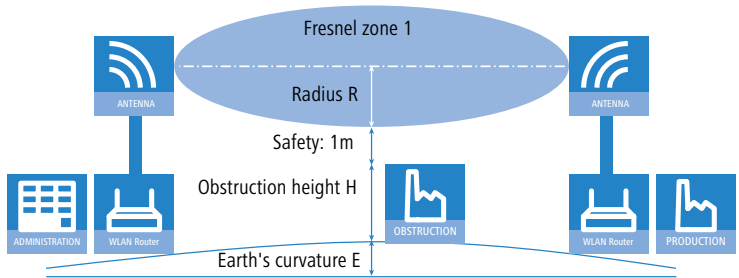 Fresnel zone 1
ANTENNA
ANTENNA
Radius R
Safety: 1m
Obstruction height H
OBSTRUCTION
ADMINISTRATION
WLAN Router
WLAN Router
PRODUCTION
Earth's curvature E